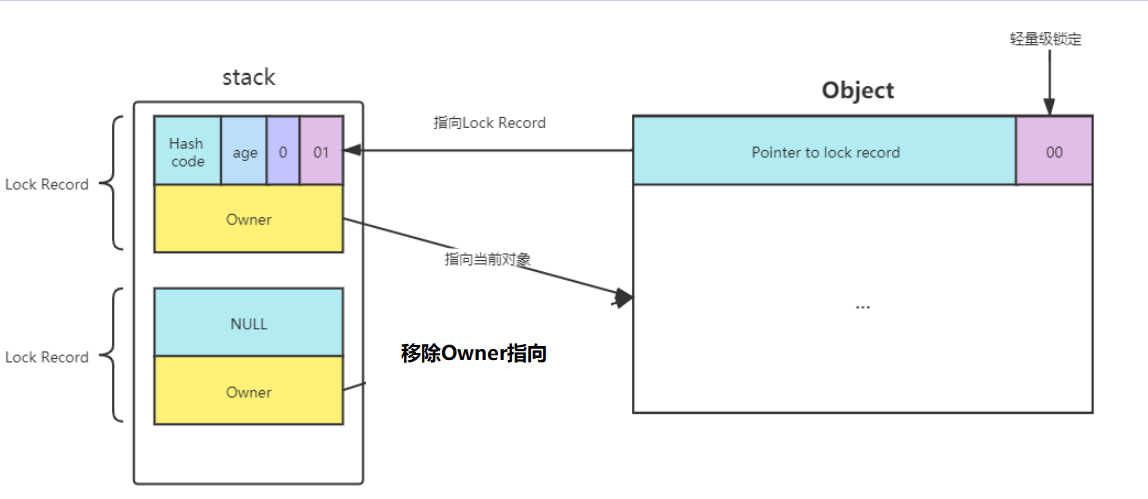 轻量级锁定
stack
Object
Hash
code
age
0
01
指向Lock Record
Pointer to lock record
00
Lock Record
Owner
指向当前对象
...
NULL
Lock Record
移除Owner指向
Owner